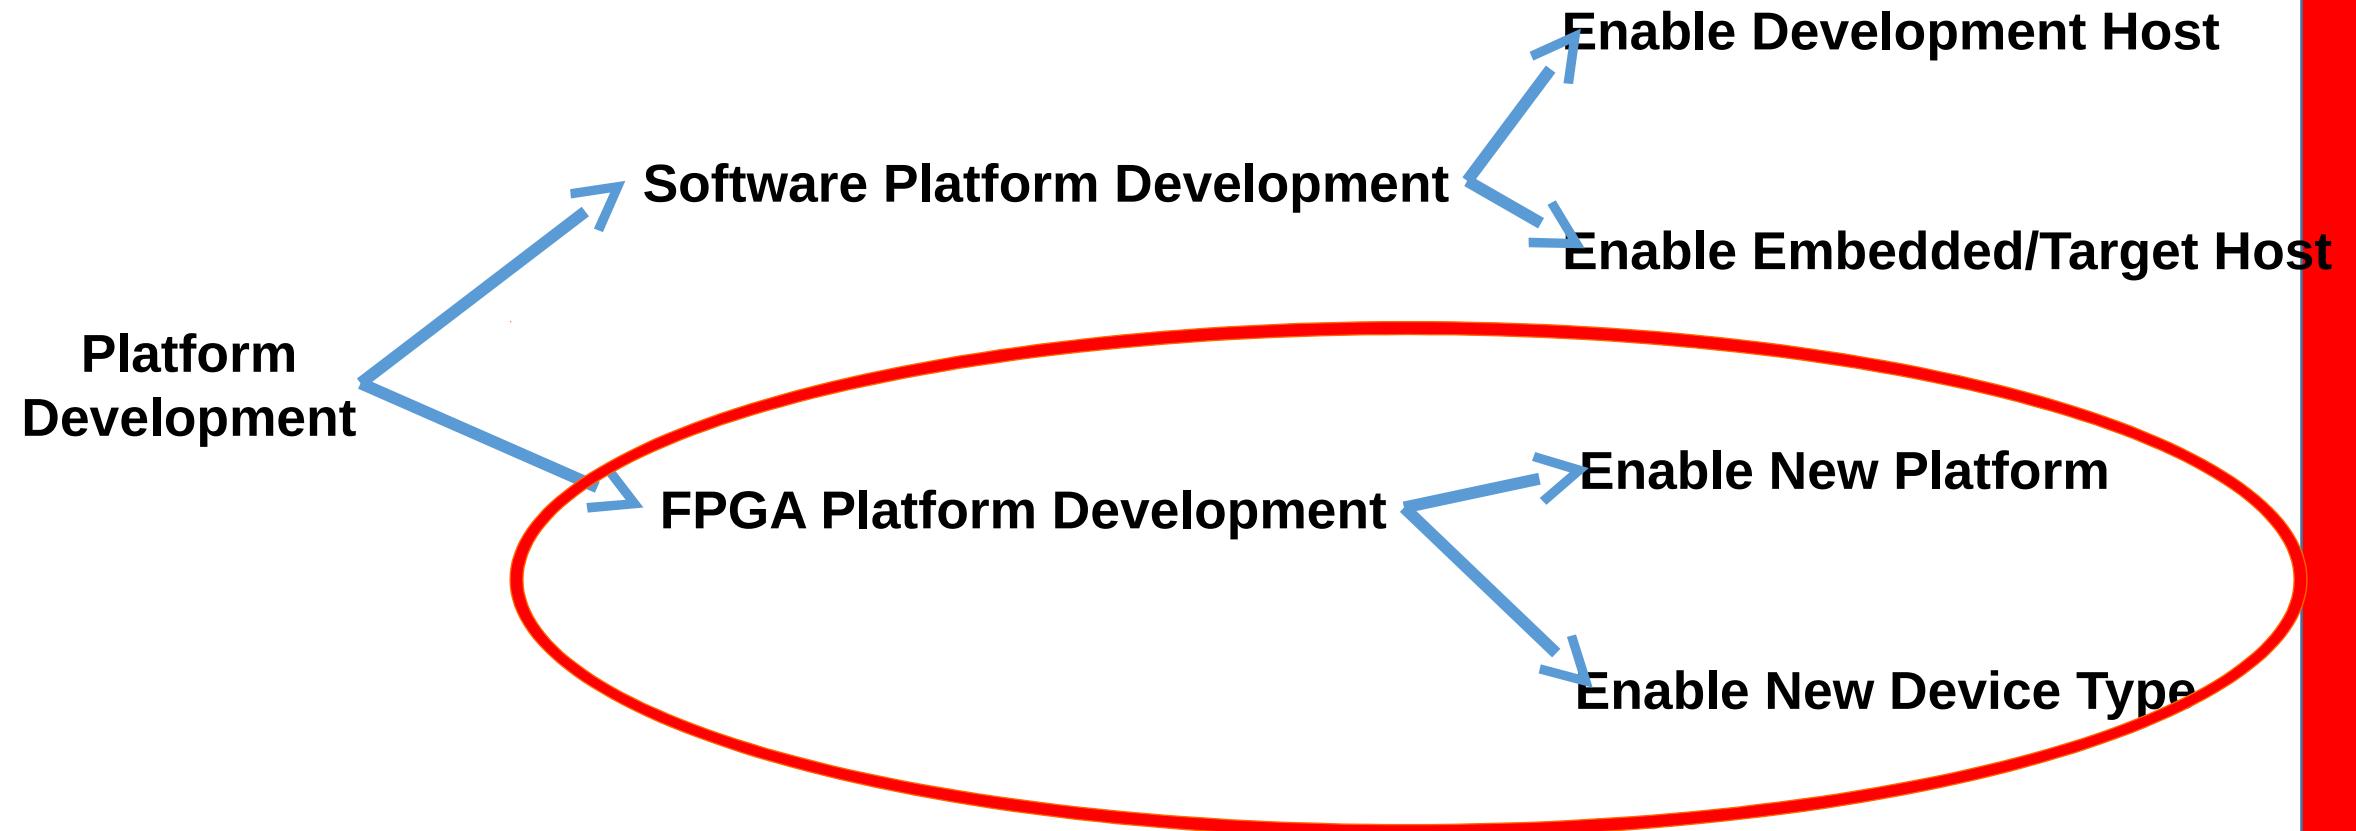 Enable Development Host
Software Platform Development
Enable Embedded/Target Host
Platform
Development
Enable New Platform
FPGA Platform Development
Enable New Device Type